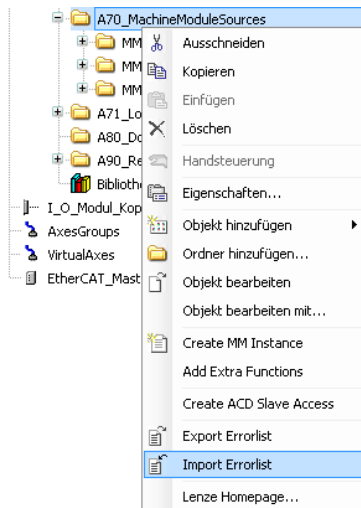 A70_MachineModuleSources
MM
MM
MM
A71_Lo
A80_Do
A90_Re
Biblioth
I_O_Modul_Kop
AxesGroups
VirtualAxes
EtherCAT_Mast
Ausschneiden
Kopieren
Einfügen
Löschen
Handsteuerung
Eigenschaften...
Objekt hinzufügen
Ordner hinzufügen...
Objekt bearbeiten
Objekt bearbeiten mit...
Create MM Instance
Add Extra Functions
Create ACD Slave Access
Export Errorlist
Import Errorlist
Lenze Homepage...